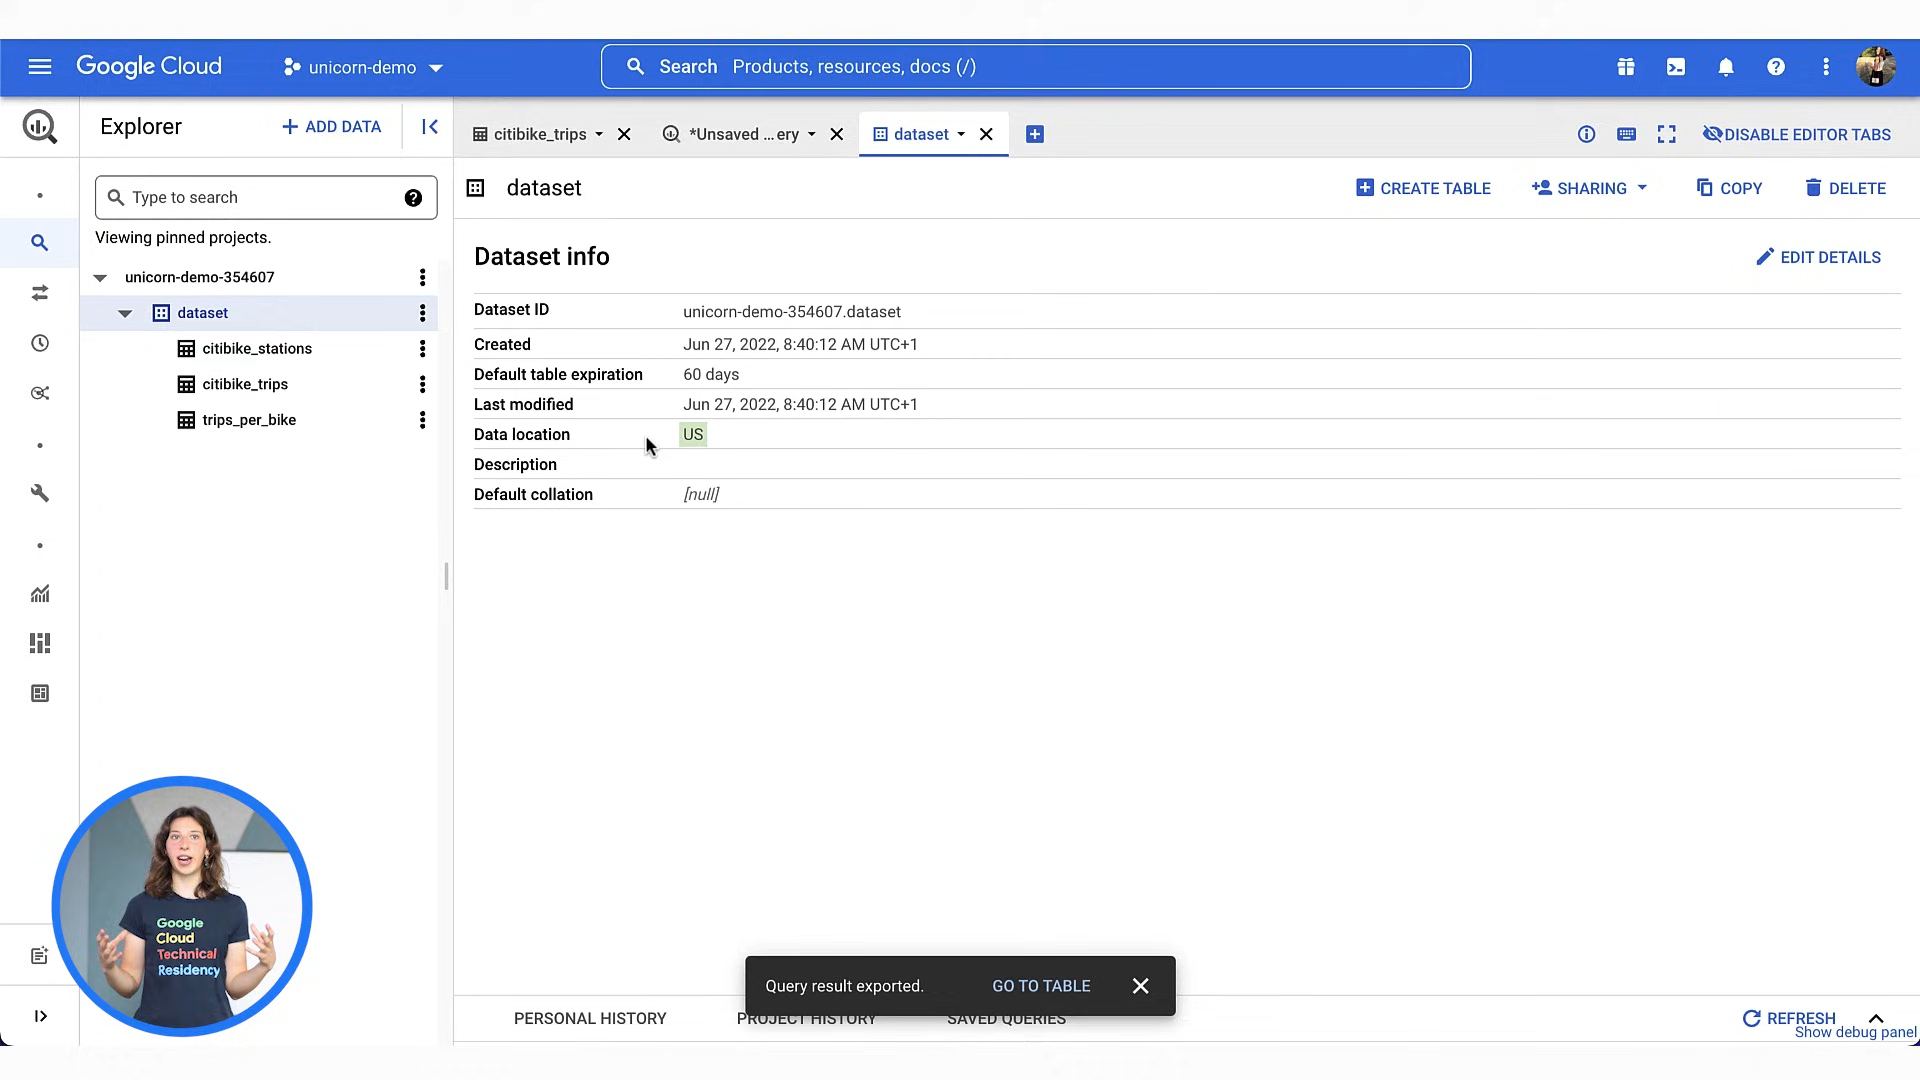 Google Cloud
unicorn-demo
Search Products, resources, docs (/)
Explorer
+ ADD DATA
citibike_trips
*Unsaved ...ery
dataset
DISABLE EDITOR TABS
Type to search
dataset
CREATE TABLE
SHARING
COPY
DELETE
Viewing pinned projects.
unicorn-demo-354607
dataset
citibike_stations
citibike_trips
trips_per_bike
Dataset info
EDIT DETAILS
Dataset ID unicorn-demo-354607.dataset
Created Jun 27, 2022, 8:40:12 AM UTC+1
Default table expiration 60 days
Last modified Jun 27, 2022, 8:40:12 AM UTC+1
Data location US
Description
Default collation [null]
Google
Cloud
Technical
Residency
Query result exported. GO TO TABLE
PERSONAL HISTORY
PROJECT HISTORY
SAVED QUERIES
REFRESH
Show debug panel